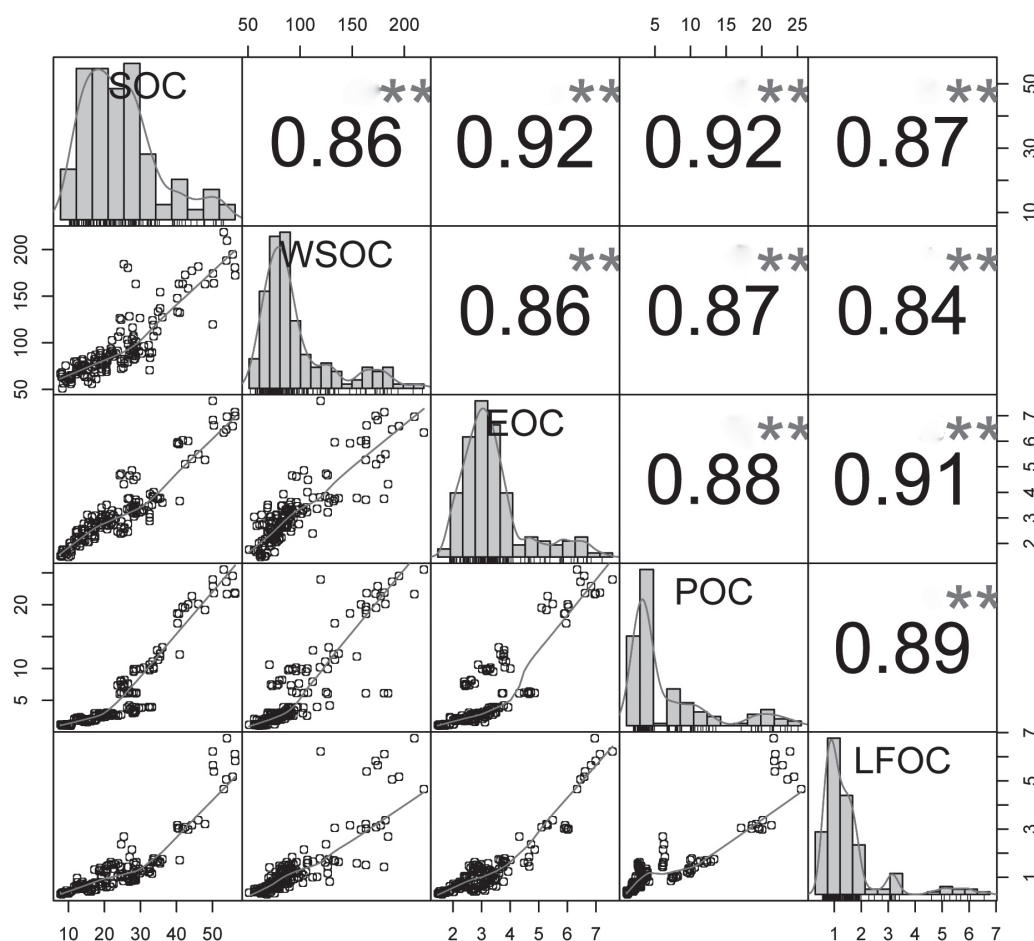 50 100 150 200 5 10 15 20 25
SOC ** ** ** **
0.86 0.92 0.92 0.87
10 30 50
50 100 150 200
WSOC ** ** **
0.86 0.87 0.84
EOC ** **
0.88 0.91
2 3 4 5 6 7
5 10 20
POC **
0.89
LFOC
1 3 5 7
10 20 30 40 50 2 3 4 5 6 7 1 2 3 4 5 6 7